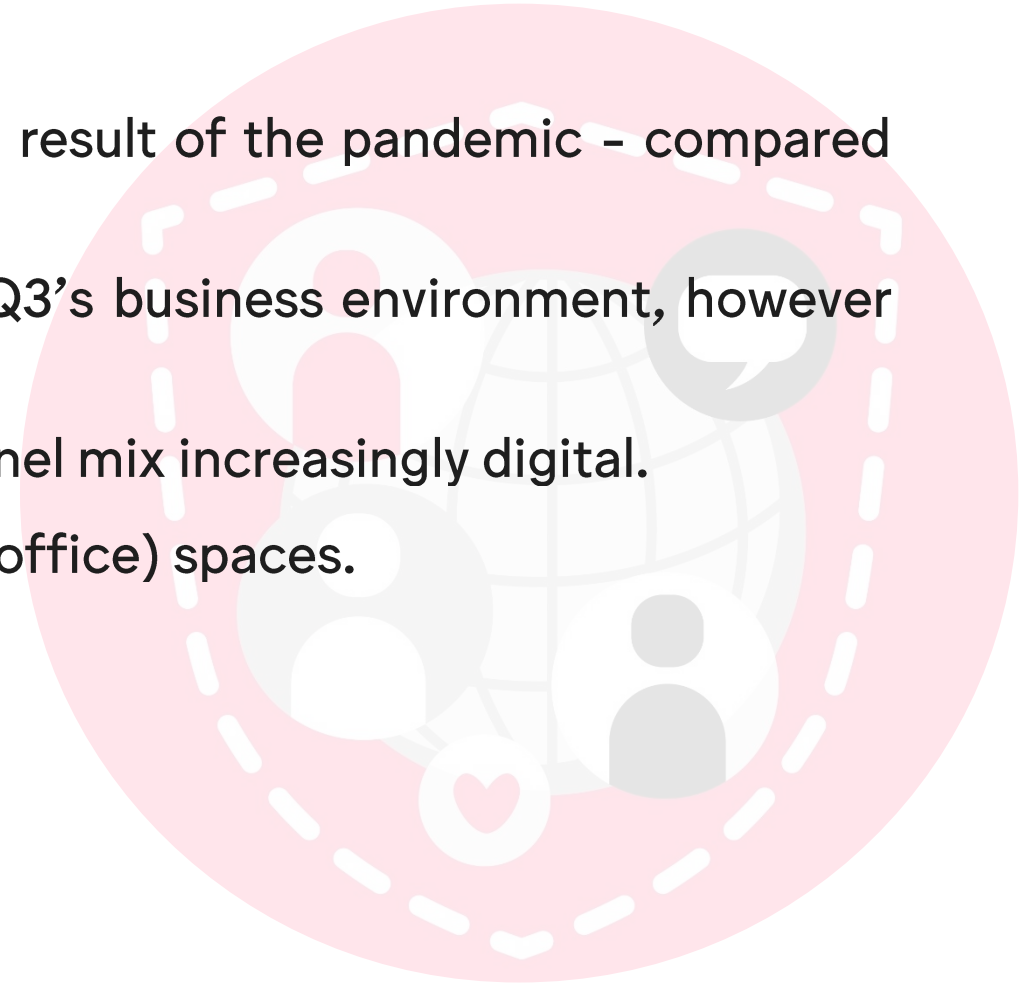 result of the pandemic - compared
Q3’s business environment, however
nel mix increasingly digital.
office) spaces.